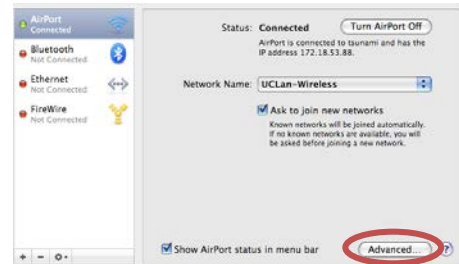 AirPort
Connected
Bluetooth
Not Connected
Ethernet
Not Connected
FireWire
Not Connected
Status: Connected
Turn AirPort Off
AirPort is connected to tsunami and has the
IP address 172.18.53.88.
Network Name: UCLan-Wireless
Ask to join new networks
Known networks will be joined automatically.
If no known networks are available, you will
be asked before joining a new network.
Show AirPort status in menu bar
Advanced...
?